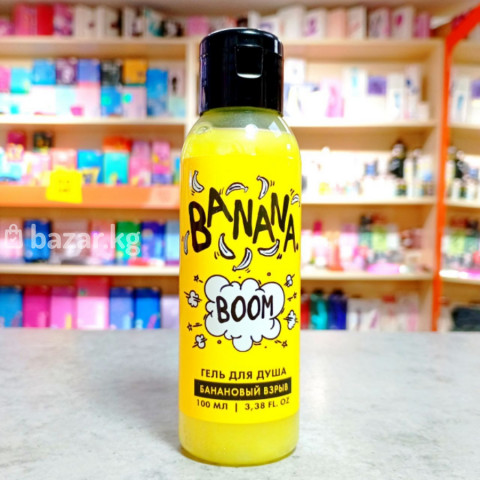 bazar.kg
BANANA
BOOM
ГЕЛЬ ДЛЯ ДУША
БАНАНОВЫЙ ВЗРЫВ
100 МЛ | 3,38 FL. OZ